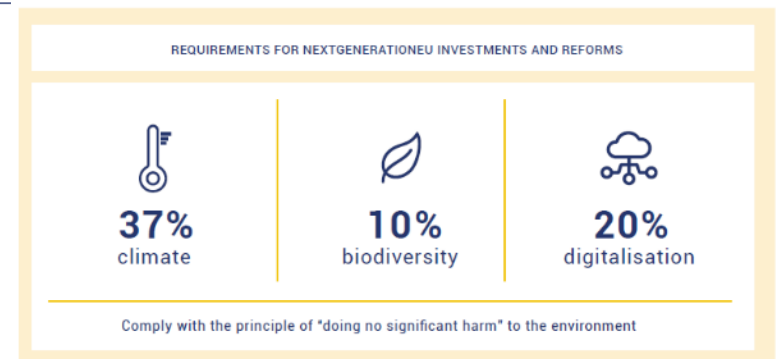 REQUIREMENTS FOR NEXTGENERATIONEU INVESTMENTS AND REFORMS
37%
climate
10%
biodiversity
20%
digitalisation
Comply with the principle of "doing no significant harm" to the environment